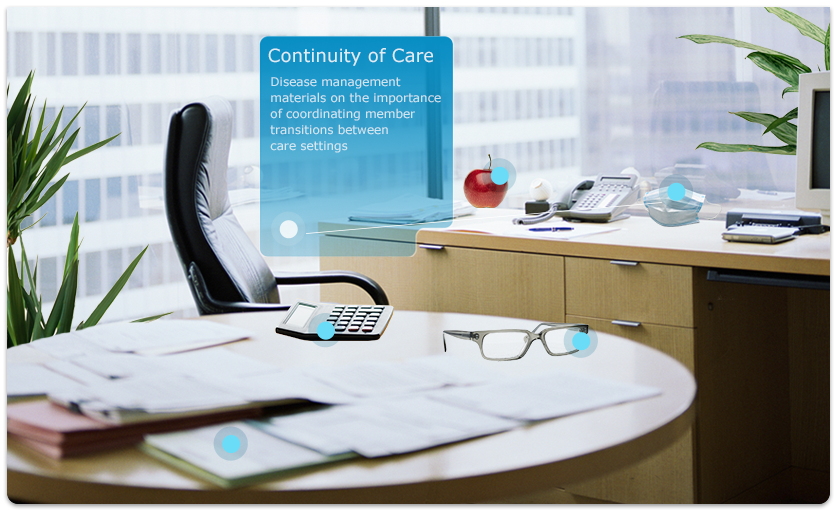 Continuity of Care
Disease management
materials on the importance
of coordinating member
transitions between
care settings